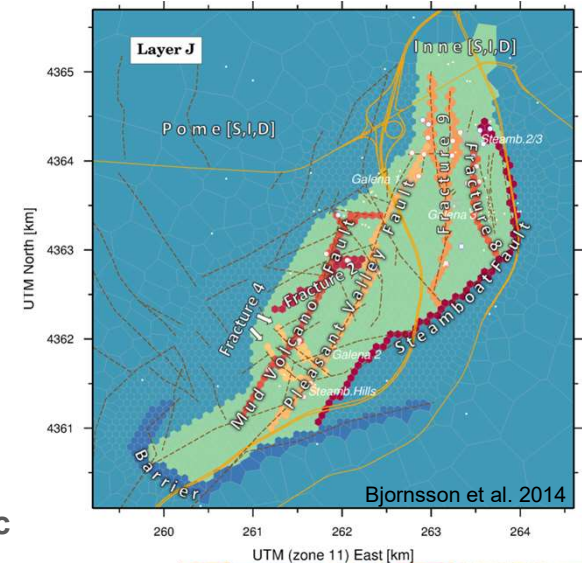 Layer J
Inne [S,I,D]
Pome [S,I,D]
Steamb.2/3
Galena 1
Fracture 9
Fracture 8
Mud Volcano Fault
Fracture 2
Pleasant Valley Fault
Fracture 4
Steamboat Fault
Galena 2
Steamb.Hills
Barrier
Bjornsson et al. 2014
UTM North [km]
4365
4364
4363
4362
4361
260
261
262
263
264
UTM (zone 11) East [km]
c